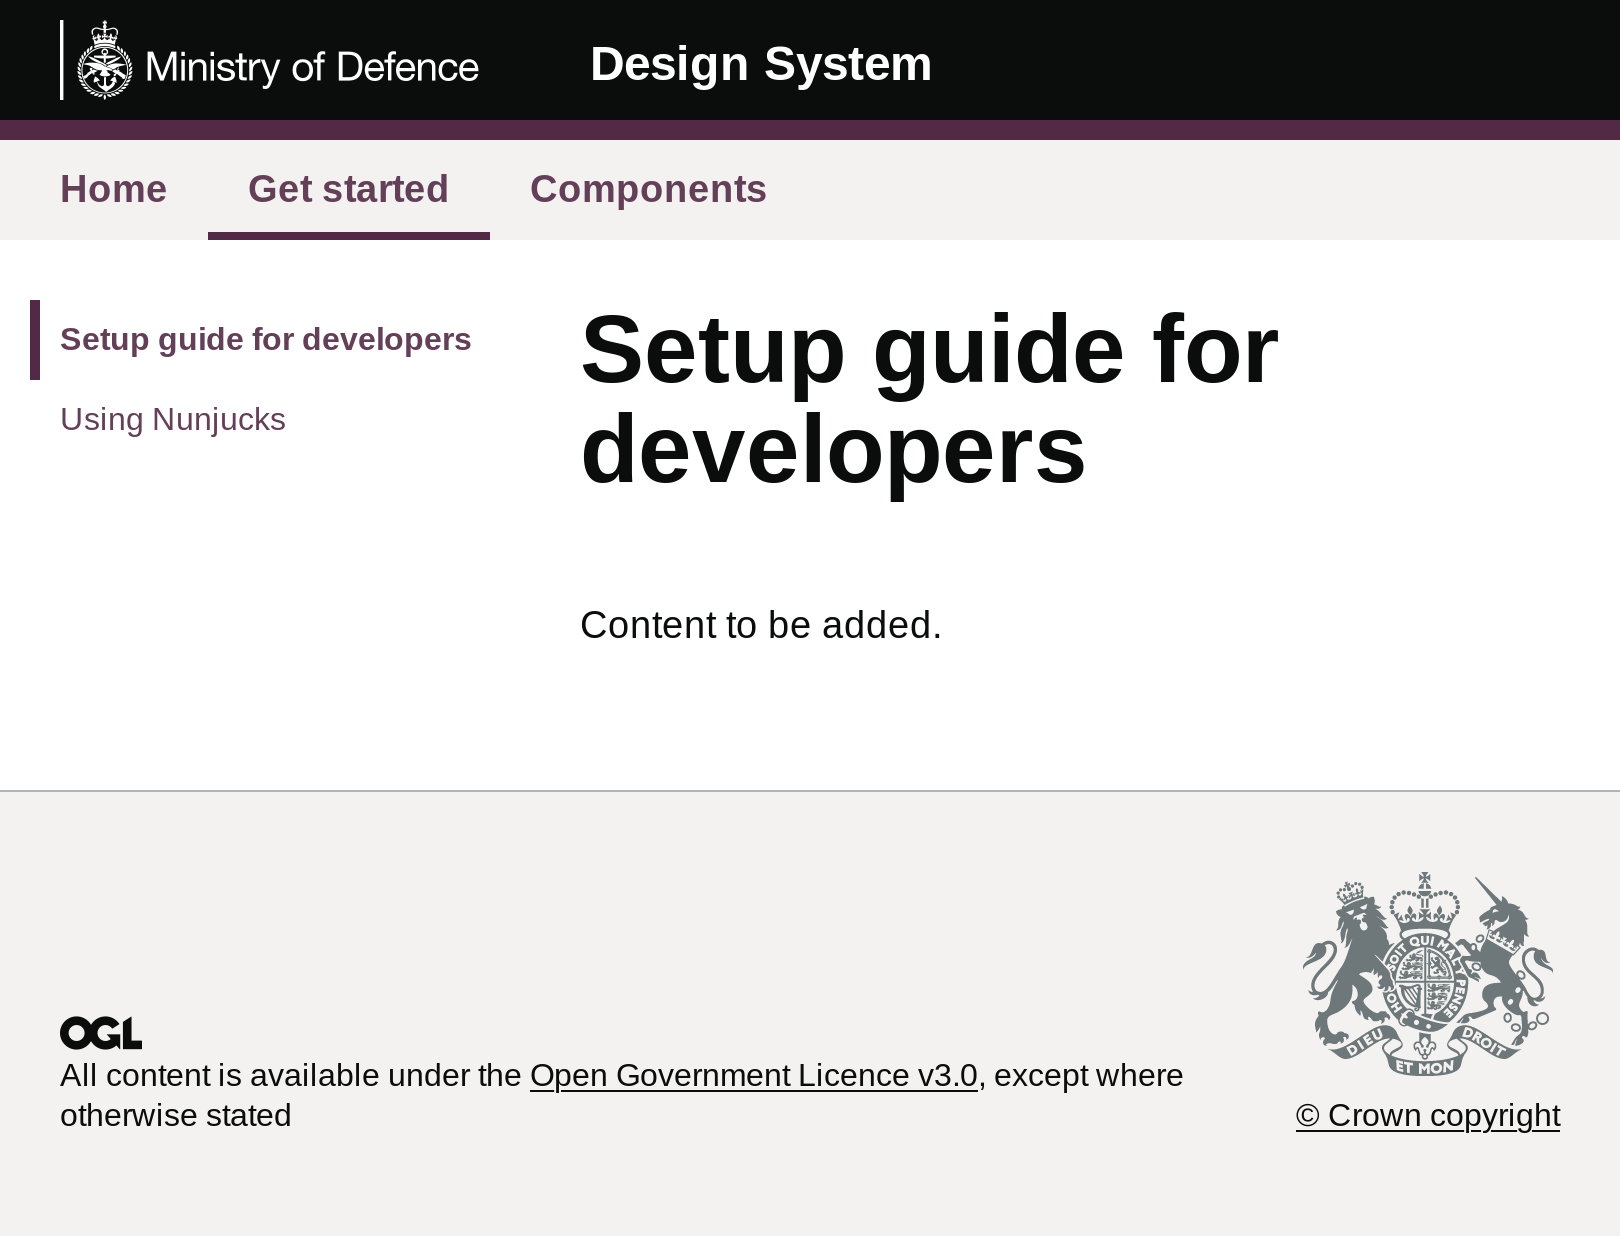 Ministry of Defence
Design System
Home
Get started
Components
Setup guide for developers
Using Nunjucks
Setup guide for
developers
Content to be added.
OGL
All content is available under the Open Government Licence v3.0, except where
otherwise stated
SOIT QUI MAL
PENSE
HON
DIEU
ET MON
DROIT
© Crown copyright